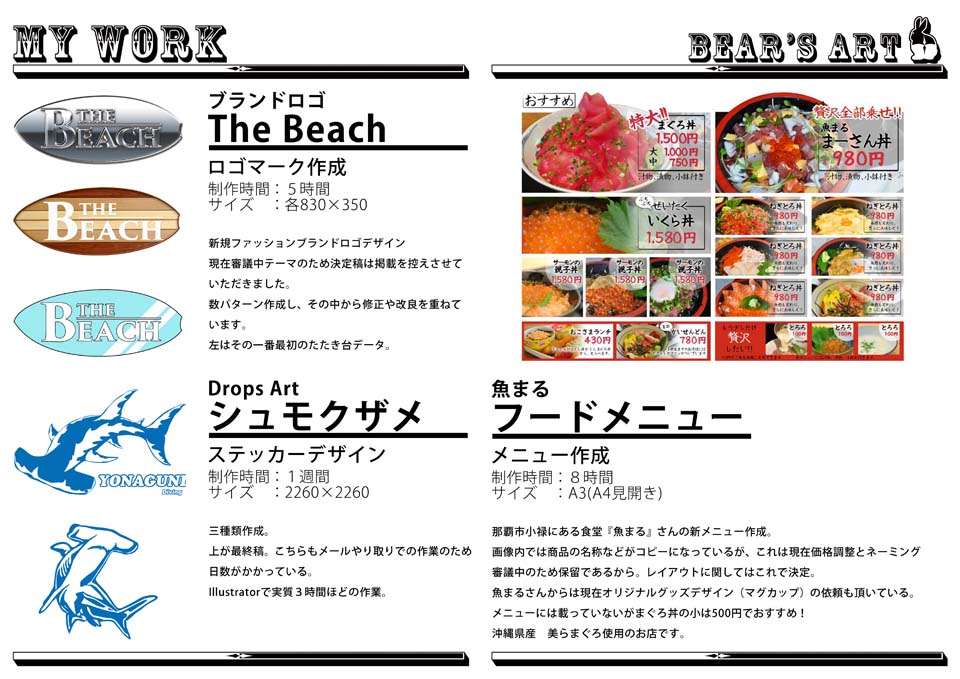 MY WORK
THE
BEACH
THE
BEACH
THE
BEACH
ブランドロゴ
The Beach
ロゴマーク作成
制作時間：５時間
サイズ　：各830×350
新規ファッションブランドロゴデザイン
現在審議中テーマのため決定稿は掲載を控えさせて
いただきました。
数パターン作成し、その中から修正や改良を重ねて
います。
左はその一番最初のたたき台データ。
YONAGUNI
Diving
Drops Art
シュモクザメ
ステッカーデザイン
制作時間：１週間
サイズ　：2260×2260
三種類作成。
上が最終稿。こちらもメールやり取りでの作業のため
日数がかかっている。
Illustratorで実質３時間ほどの作業。
BEAR'S ART
おすすめ
特大!!
まぐろ丼
1.500円
大 1.000円
中 750円
汁物、漬物、小鉢付き
贅沢全部乗せ!!
魚まる
まーさん丼
980円
汁物、漬物、小鉢付き
ぜいたく
いくら丼
1.580円
ねぎとろ丼
980円
ねぎとろ丼
980円
ねぎとろ丼
980円
ねぎとろ丼
980円
ねぎとろ丼
980円
ねぎとろ丼
980円
サーモンの
親子丼
1.580円
サーモンの
親子丼
1.580円
サーモンの
親子丼
1.580円
おこさまランチ
430円
かいせんどん
780円
もう少しだけ
贅沢
したい!!
とろろ
100円
とろろ
100円
とろろ
100円
魚まる
フードメニュー
メニュー作成
制作時間：８時間
サイズ　：A3(A4見開き)
那覇市小禄にある食堂『魚まる』さんの新メニュー作成。
画像内では商品の名称などがコピーになっているが、これは現在価格調整とネーミング
審議中のため保留であるから。レイアウトに関してはこれで決定。
魚まるさんからは現在オリジナルグッズデザイン（マグカップ）の依頼も頂いている。
メニューには載っていないがまぐろ丼の小は500円でおすすめ！
沖縄県産　美らまぐろ使用のお店です。